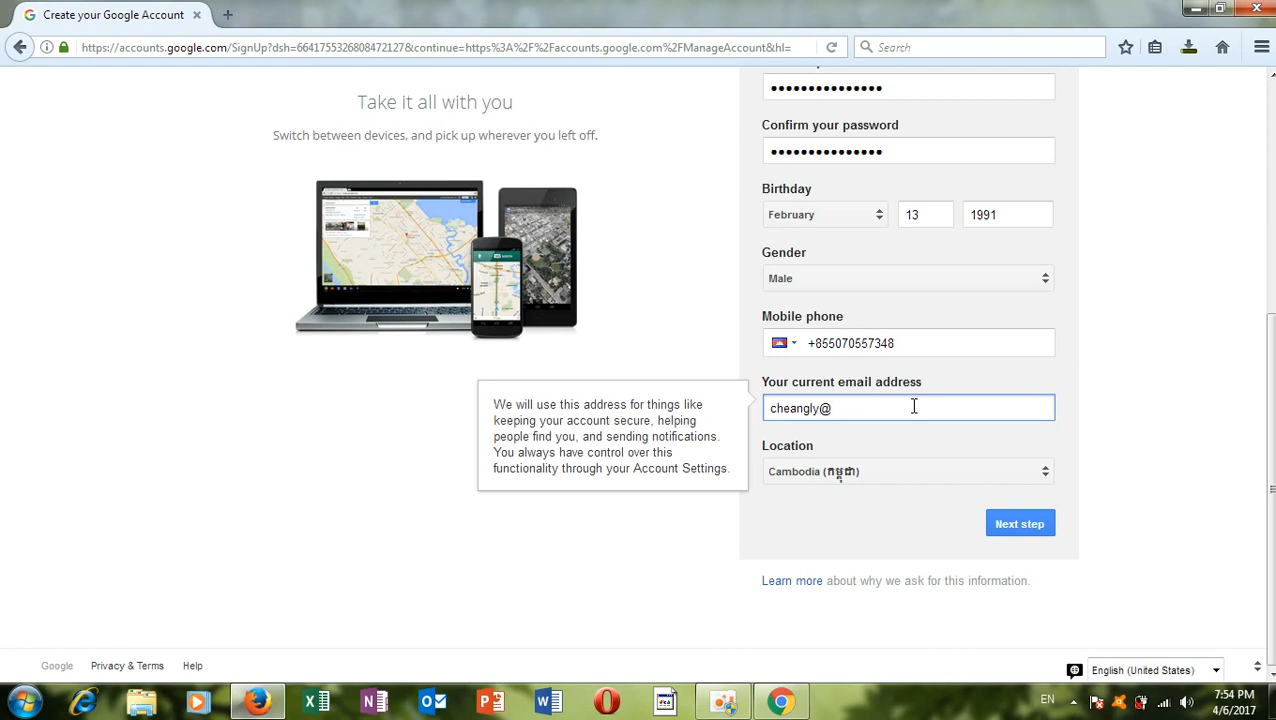 Create your Google Account
https://accounts.google.com/SignUp?dsh=6641755326808472127&continue=https%3A%2F%2Faccounts.google.com%2FManageAccount&hl=
Search
Take it all with you
Switch between devices, and pick up wherever you left off.
Confirm your password
Birthday
February
13
1991
Gender
Male
Mobile phone
+855070557348
Your current email address
cheangly@
We will use this address for things like
keeping your account secure, helping
people find you, and sending notifications.
You always have control over this
functionality through your Account Settings.
Location
Cambodia (កម្ពុជា)
Next step
Learn more about why we ask for this information.
Google
Privacy & Terms
Help
English (United States)
EN
7:54 PM
4/6/2017